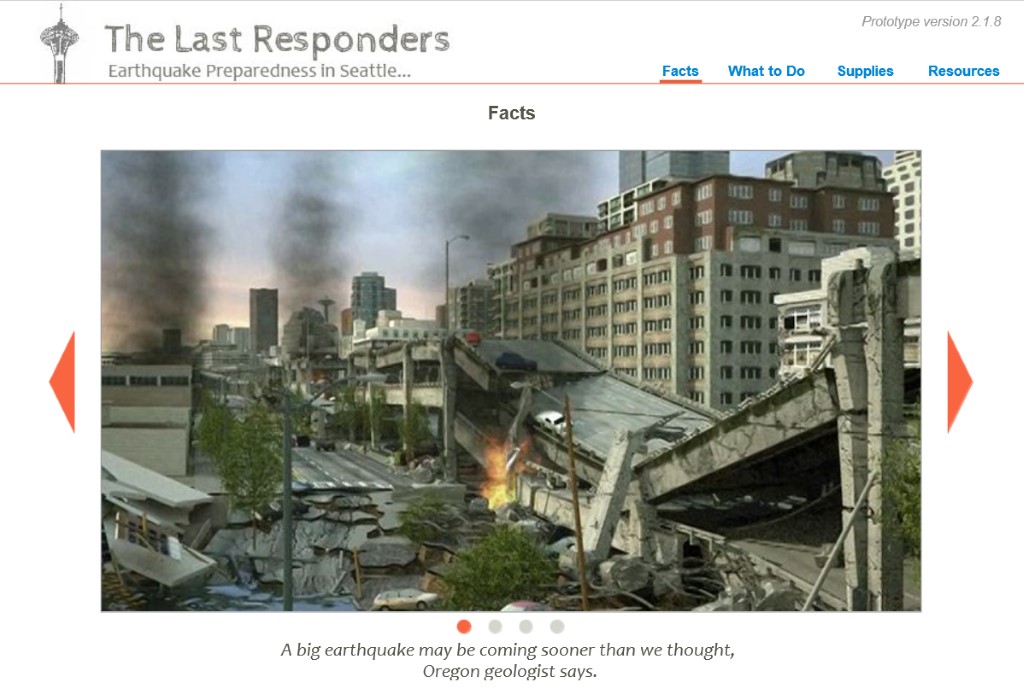 The Last Responders
Earthquake Preparedness in Seattle...
Prototype version 2.1.8
Facts
What to Do
Supplies
Resources
Facts
A big earthquake may be coming sooner than we thought,
Oregon geologist says.